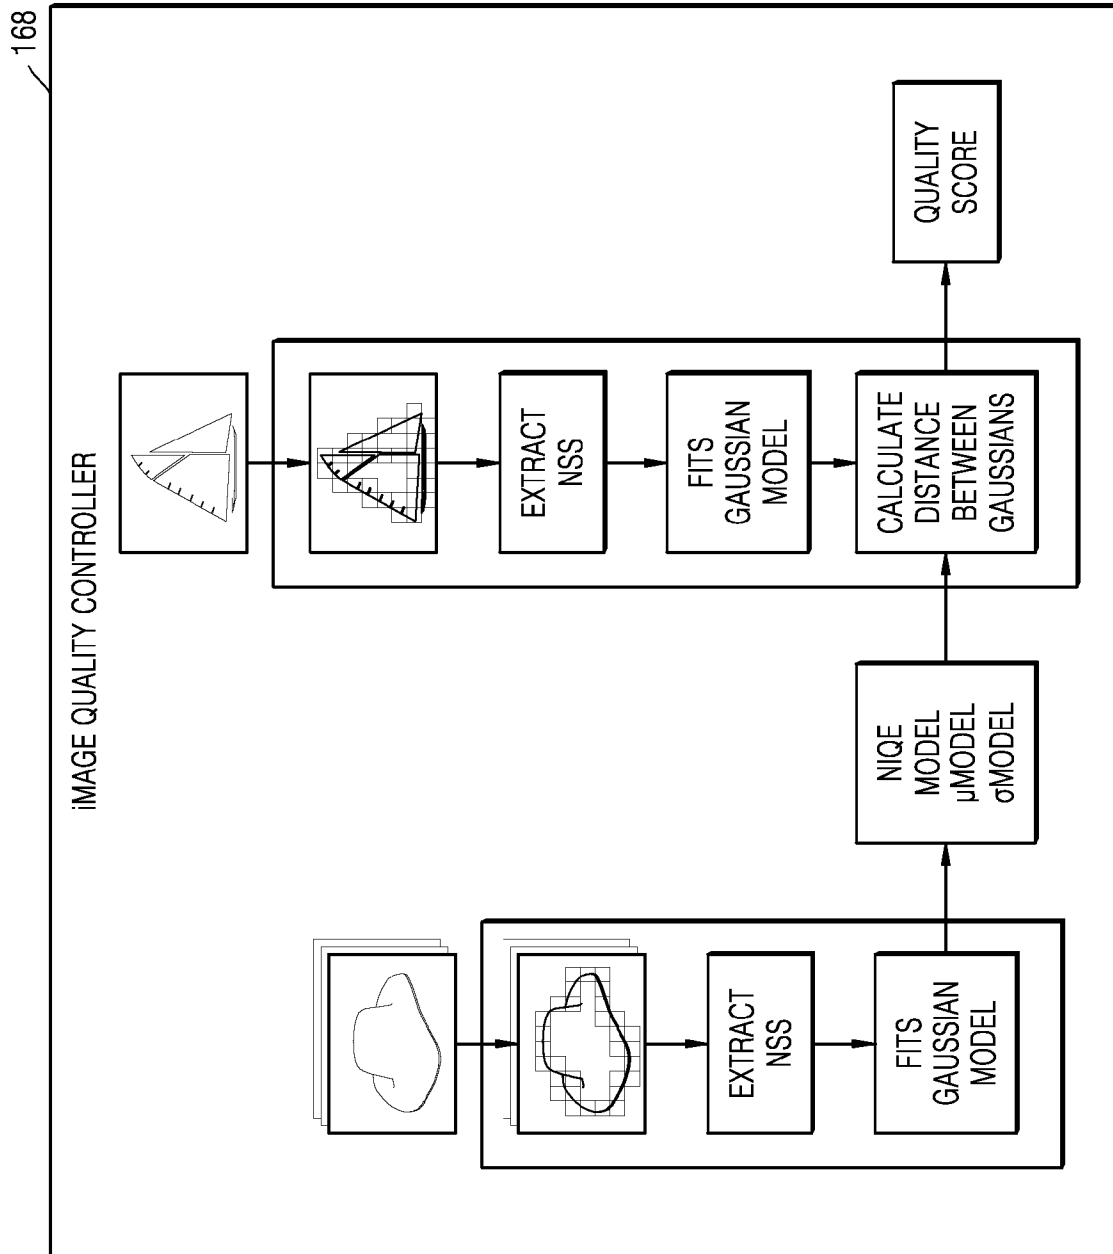 168
iMAGE QUALITY CONTROLLER
EXTRACT
NSS
FITS
GAUSSIAN
MODEL
NIQE
MODEL
μMODEL
σMODEL
EXTRACT
NSS
FITS
GAUSSIAN
MODEL
CALCULATE
DISTANCE
BETWEEN
GAUSSIANS
QUALITY
SCORE